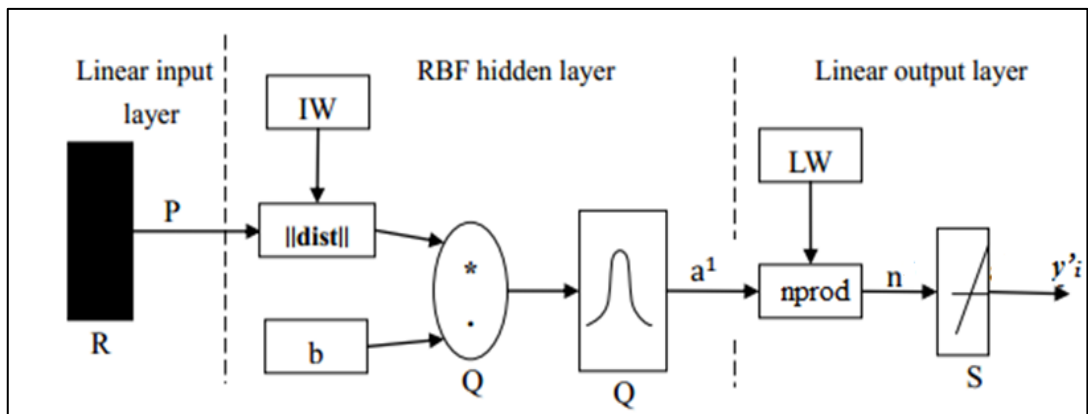 Linear input
layer
RBF hidden layer
Linear output layer
IW
LW
P
||dist||
*
.
a¹
nprod
n
y'i
b
R
Q
Q
S